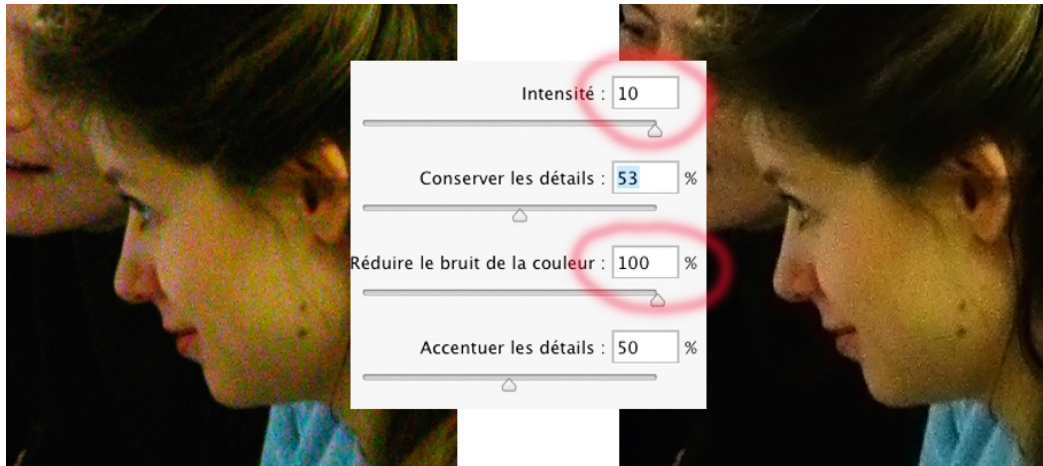 Intensité : 10
Conserver les détails : 53 %
Réduire le bruit de la couleur : 100 %
Accentuer les détails : 50 %